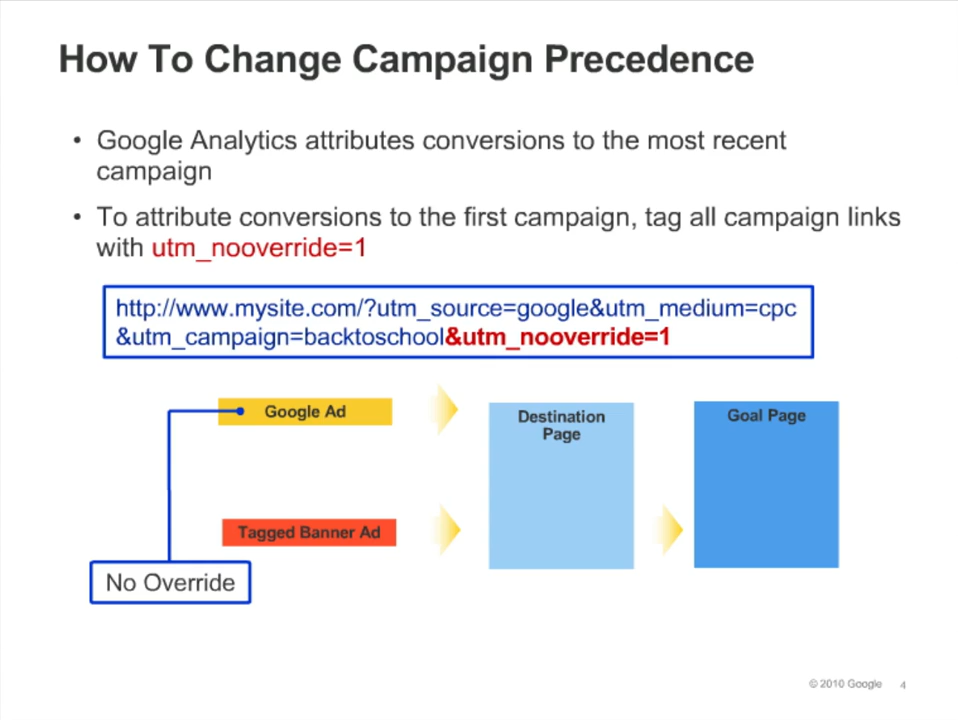 How To Change Campaign Precedence
• Google Analytics attributes conversions to the most recent
campaign
• To attribute conversions to the first campaign, tag all campaign links
with utm_nooverride=1
http://www.mysite.com/?utm_source=google&utm_medium=cpc
&utm_campaign=backtoschool&utm_nooverride=1
Google Ad
Destination
Page
Goal Page
Tagged Banner Ad
No Override
© 2010 Google 4